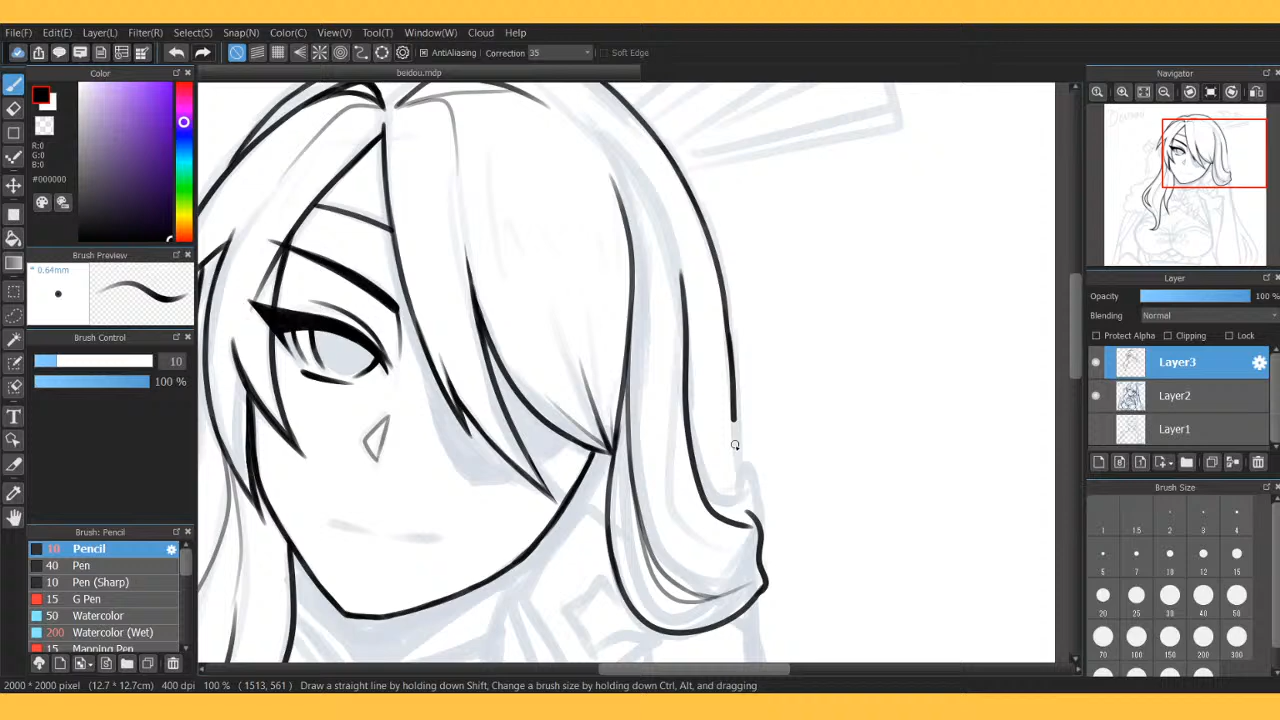 File(F) Edit(E) Layer(L) Filter(R) Select(S) Snap(N) Color(C) View(V) Tool(T) Window(W) Cloud Help
AntiAliasing Correction 35 Soft Edge
Color
beidou.mdp
Navigator
R:0
G:0
B:0
#000000
Brush Preview
* 0.64mm
Layer
Opacity 100 %
Blending Normal
Protect Alpha Clipping Lock
Brush Control
10
100 %
Layer3
Layer2
Layer1
Brush Size
1 1.5 2 3 4
5 7 10 12 15
20 25 30 40 50
70 100 150 200 300
Brush: Pencil
10 Pencil
40 Pen
10 Pen (Sharp)
15 G Pen
50 Watercolor
200 Watercolor (Wet)
15 Mapping Pen
2000 * 2000 pixel (12.7 * 12.7cm) 400 dpi 100 % ( 1513, 561 ) Draw a straight line by holding down Shift, Change a brush size by holding down Ctrl, Alt, and dragging